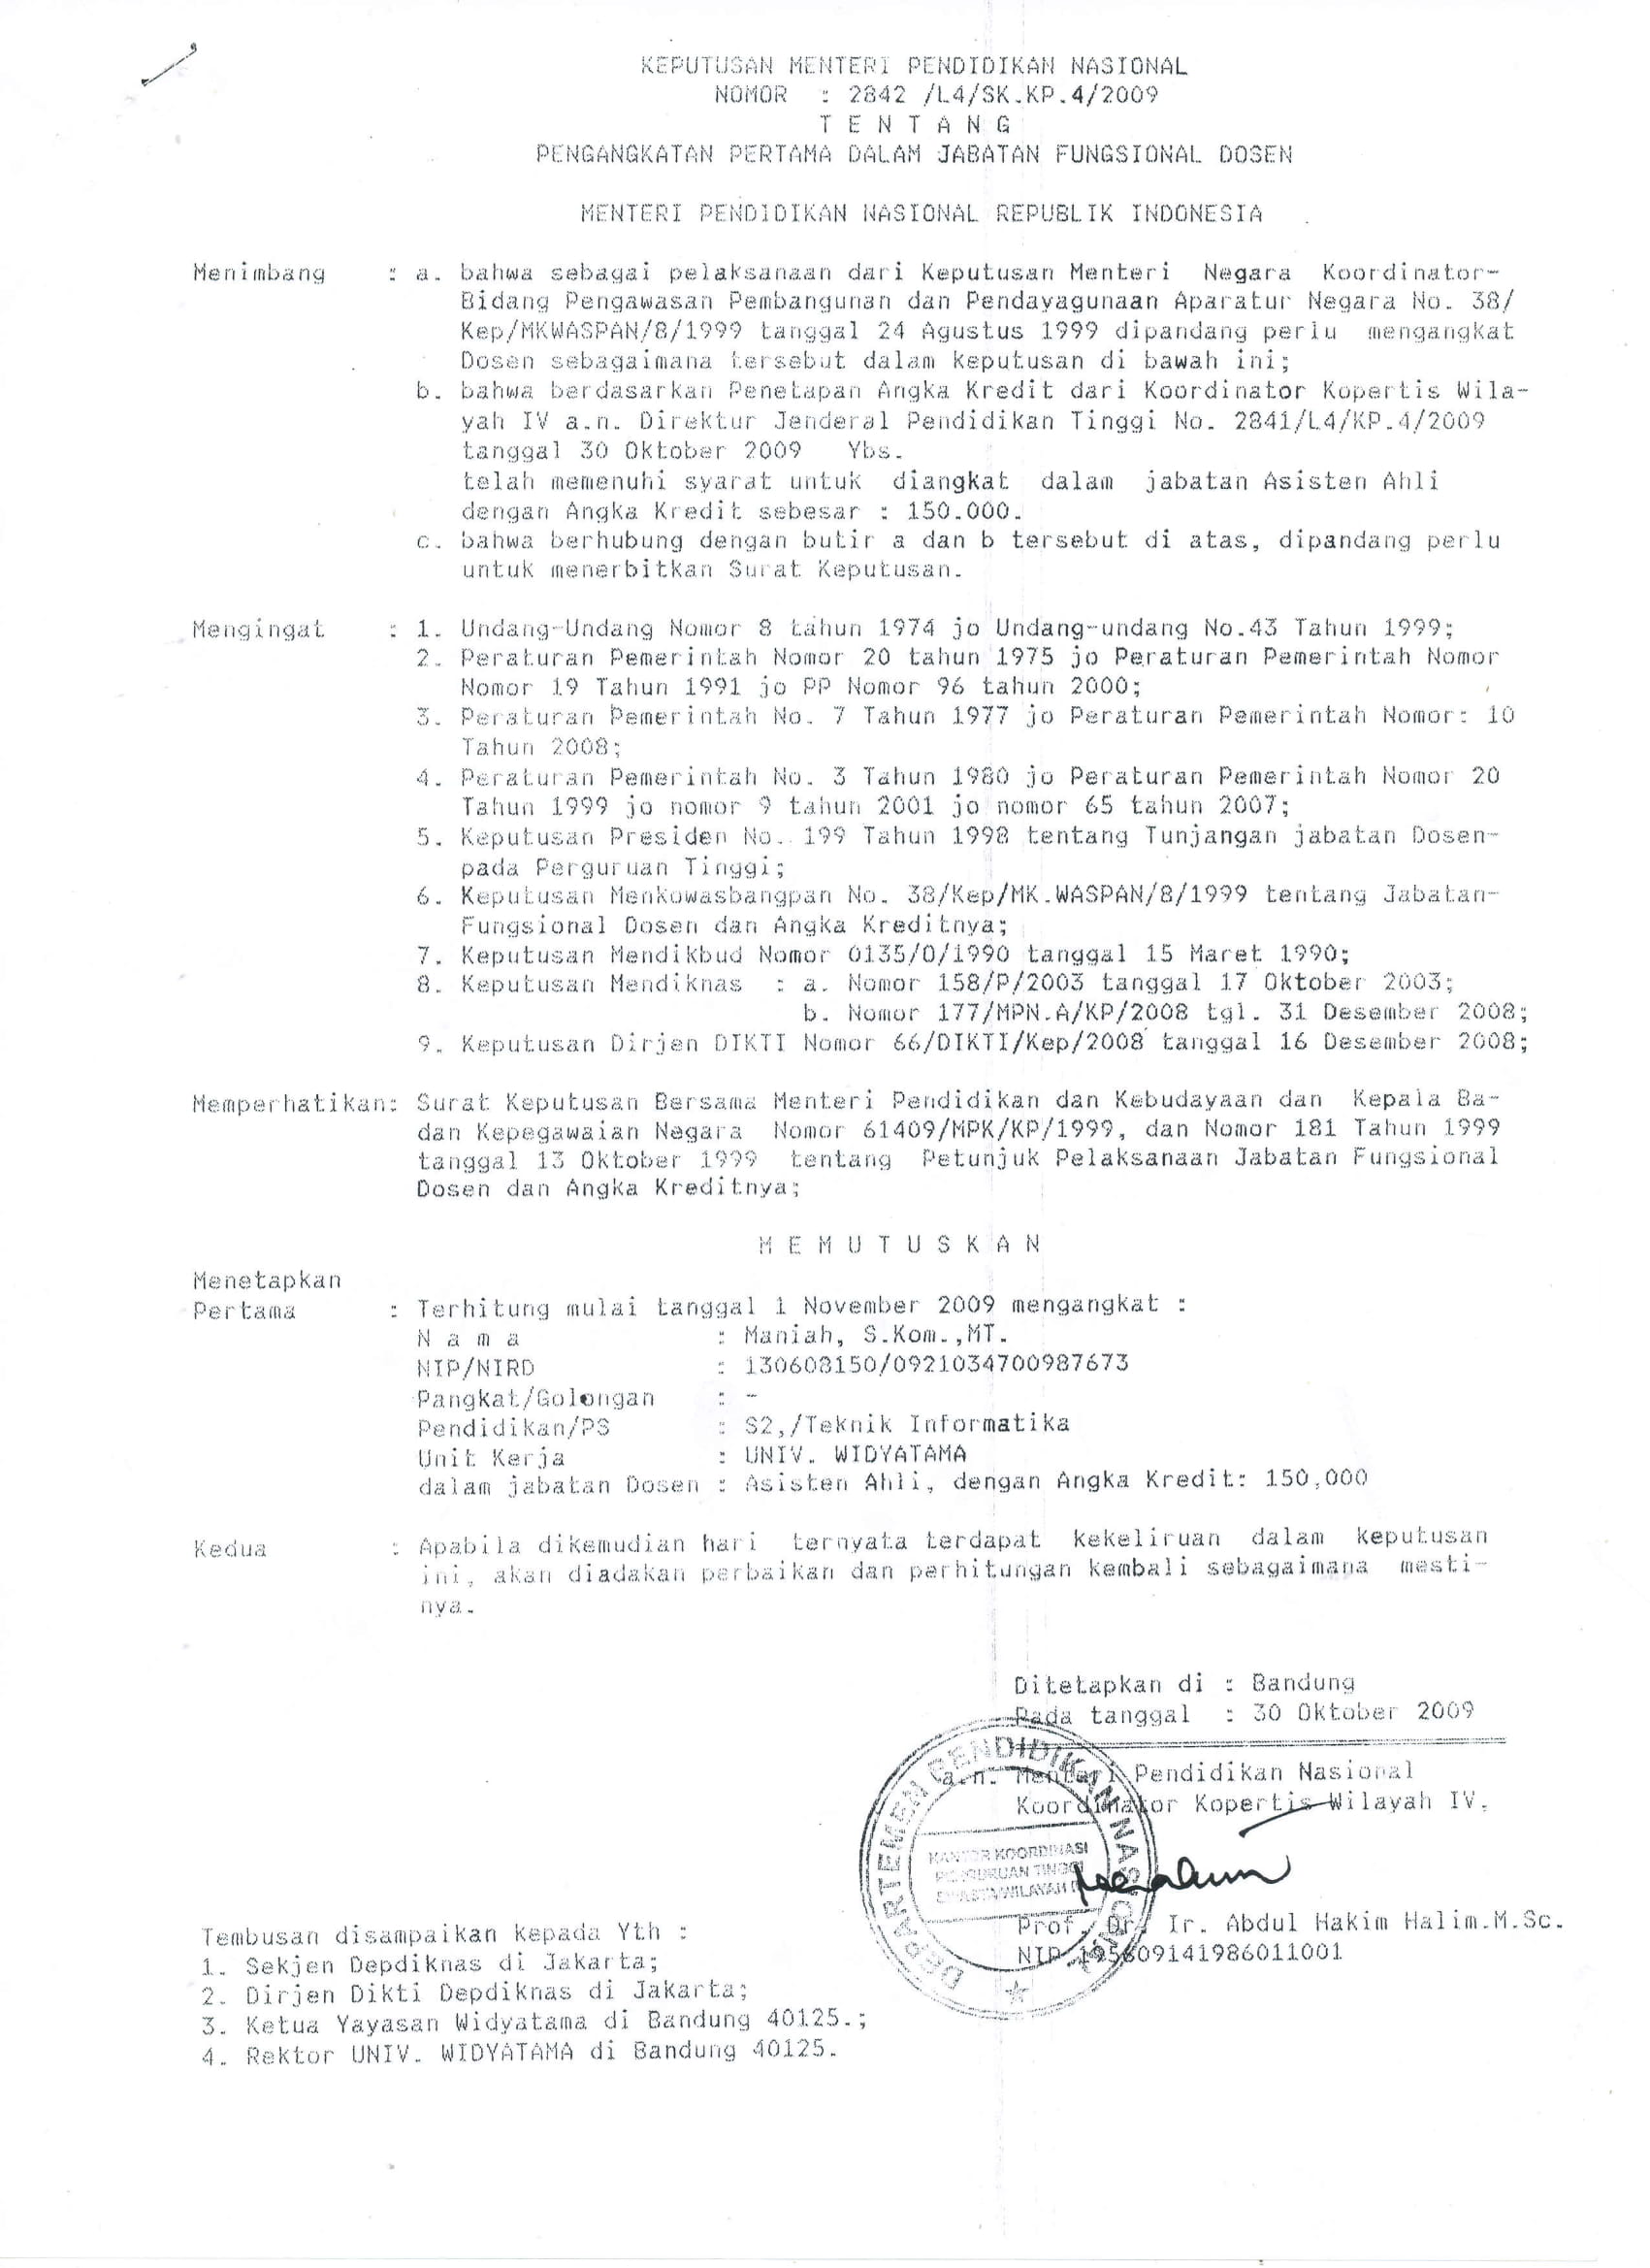 KEPUTUSAN MENTERI PENDIDIKAN NASIONAL
NOMOR : 2842 /L4/SK.KP.4/2009
T E N T A N G
PENGANGKATAN PERTAMA DALAM JABATAN FUNGSIONAL DOSEN
MENTERI PENDIDIKAN NASIONAL REPUBLIK INDONESIA
Menimbang : a. bahwa sebagai pelaksanaan dari Keputusan Menteri Negara Koordinator-
Bidang Pengawasan Pembangunan dan Pendayagunaan Aparatur Negara No. 38/
Kep/MKWASPAN/8/1999 tanggal 24 Agustus 1999 dipandang perlu mengangkat
Dosen sebagaimana tersebut dalam keputusan di bawah ini;
b. bahwa berdasarkan Penetapan Angka Kredit dari Koordinator Kopertis Wila-
yah IV a.n. Direktur Jenderal Pendidikan Tinggi No. 2841/L4/KP.4/2009
tanggal 30 Oktober 2009 Ybs.
telah memenuhi syarat untuk diangkat dalam jabatan Asisten Ahli
dengan Angka Kredit sebesar : 150.000.
c. bahwa berhubung dengan butir a dan b tersebut di atas, dipandang perlu
untuk menerbitkan Surat Keputusan.
Mengingat : 1. Undang-Undang Nomor 8 tahun 1974 jo Undang-undang No.43 Tahun 1999;
2. Peraturan Pemerintah Nomor 20 tahun 1975 jo Peraturan Pemerintah Nomor
Nomor 19 Tahun 1991 jo PP Nomor 96 tahun 2000;
3. Peraturan Pemerintah No. 7 Tahun 1977 jo Peraturan Pemerintah Nomor: 10
Tahun 2008;
4. Peraturan Pemerintah No. 3 Tahun 1980 jo Peraturan Pemerintah Nomor 20
Tahun 1999 jo nomor 9 tahun 2001 jo nomor 65 tahun 2007;
5. Keputusan Presiden No. 199 Tahun 1998 tentang Tunjangan jabatan Dosen-
pada Perguruan Tinggi;
6. Keputusan Menkowasbangpan No. 38/Kep/MK.WASPAN/8/1999 tentang Jabatan-
Fungsional Dosen dan Angka Kreditnya;
7. Keputusan Mendikbud Nomor 0135/0/1990 tanggal 15 Maret 1990;
8. Keputusan Mendiknas : a. Nomor 158/P/2003 tanggal 17 Oktober 2003;
b. Nomor 177/MPN.A/KP/2008 tgl. 31 Desember 2008;
9. Keputusan Dirjen DIKTI Nomor 66/DIKTI/Kep/2008 tanggal 16 Desember 2008;
Memperhatikan: Surat Keputusan Bersama Menteri Pendidikan dan Kebudayaan dan Kepala Ba-
dan Kepegawaian Negara Nomor 61409/MPK/KP/1999, dan Nomor 181 Tahun 1999
tanggal 13 Oktober 1999 tentang Petunjuk Pelaksanaan Jabatan Fungsional
Dosen dan Angka Kreditnya;
M E M U T U S K A N
Menetapkan
Pertama : Terhitung mulai tanggal 1 November 2009 mengangkat :
N a m a : Maniah, S.Kom.,MT.
NIP/NIRD : 130608150/0921034700987673
Pangkat/Golongan : -
Pendidikan/PS : S2,/Teknik Informatika
Unit Kerja : UNIV. WIDYATAMA
dalam jabatan Dosen : Asisten Ahli, dengan Angka Kredit: 150,000
Kedua : Apabila dikemudian hari ternyata terdapat kekeliruan dalam keputusan
ini, akan diadakan perbaikan dan perhitungan kembali sebagaimana mesti-
nya.
Ditetapkan di : Bandung
Pada tanggal : 30 Oktober 2009
a.n. Menteri Pendidikan Nasional
Koordinator Kopertis Wilayah IV,
DEPARTEMEN PENDIDIKAN NASIONAL
KANTOR KOORDINASI
PERGURUAN TINGGI
SWASTA WILAYAH
Prof. Dr. Ir. Abdul Hakim Halim.M.Sc.
NIP 195609141986011001
Tembusan disampaikan kepada Yth :
1. Sekjen Depdiknas di Jakarta;
2. Dirjen Dikti Depdiknas di Jakarta;
3. Ketua Yayasan Widyatama di Bandung 40125.;
4. Rektor UNIV. WIDYATAMA di Bandung 40125.